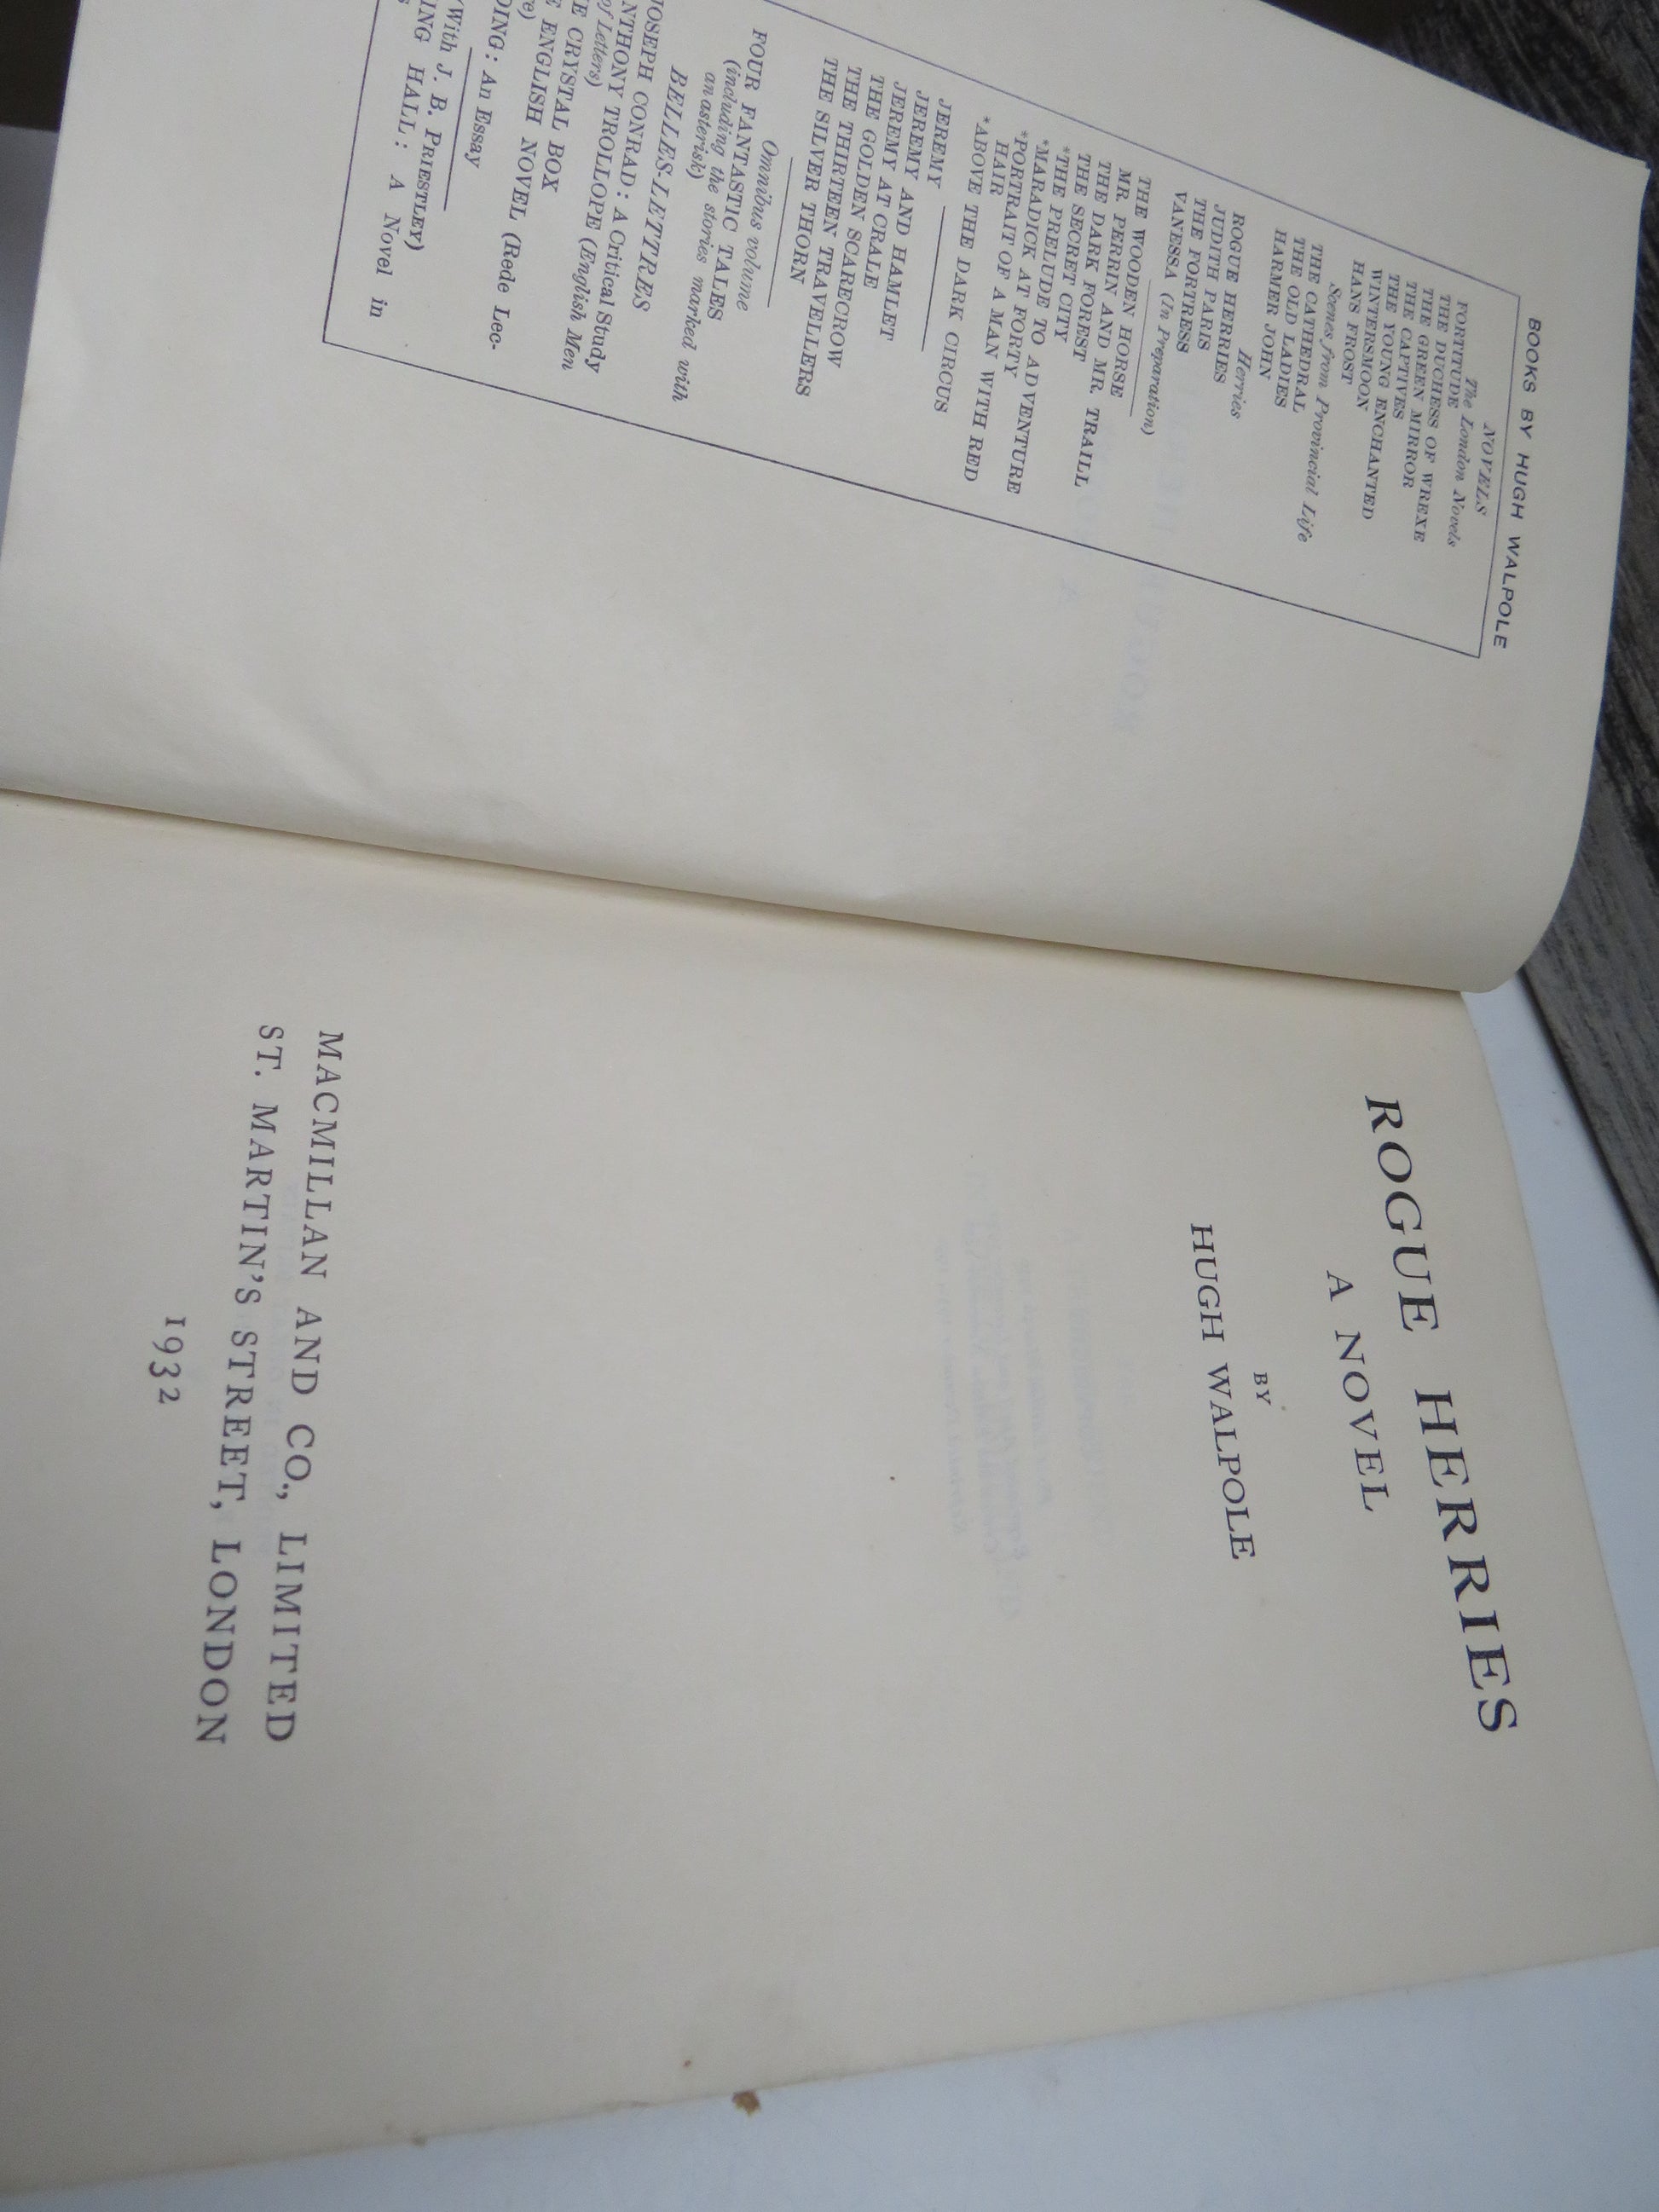 BOOKS BY HUGH WALPOLE
NOVELS
The London Novels
FORTITUDE
THE DUCHESS OF WREXE
THE GREEN MIRROR
THE CAPTIVES
THE YOUNG ENCHANTED
WINTERSMOON
HANS FROST
Scenes from Provincial Life
THE CATHEDRAL
THE OLD LADIES
HARMER JOHN
Herries
ROGUE HERRIES
JUDITH PARIS
THE FORTRESS
VANESSA (In Preparation)
THE WOODEN HORSE
MR. PERRIN AND MR. TRAILL
THE DARK FOREST
THE SECRET CITY
*THE PRELUDE TO ADVENTURE
*MARADICK AT FORTY
*PORTRAIT OF A MAN WITH RED
HAIR
*ABOVE THE DARK CIRCUS
JEREMY
JEREMY AND HAMLET
JEREMY AT CRALE
THE GOLDEN SCARECROW
THE THIRTEEN TRAVELLERS
THE SILVER THORN
Omnibus volume
FOUR FANTASTIC TALES
(including the stories marked with
an asterisk)
BELLES-LETTRES
JOSEPH CONRAD: A Critical Study
NTHONY TROLLOPE (English Men
of Letters)
E CRYSTAL BOX
E ENGLISH NOVEL (Rede Lec-
re)
DING: An Essay
(With J. B. PRIESTLEY)
ING HALL: A Novel in
ROGUE HERRIES
A NOVEL
BY
HUGH WALPOLE
MACMILLAN AND CO., LIMITED
ST. MARTIN'S STREET, LONDON
1932